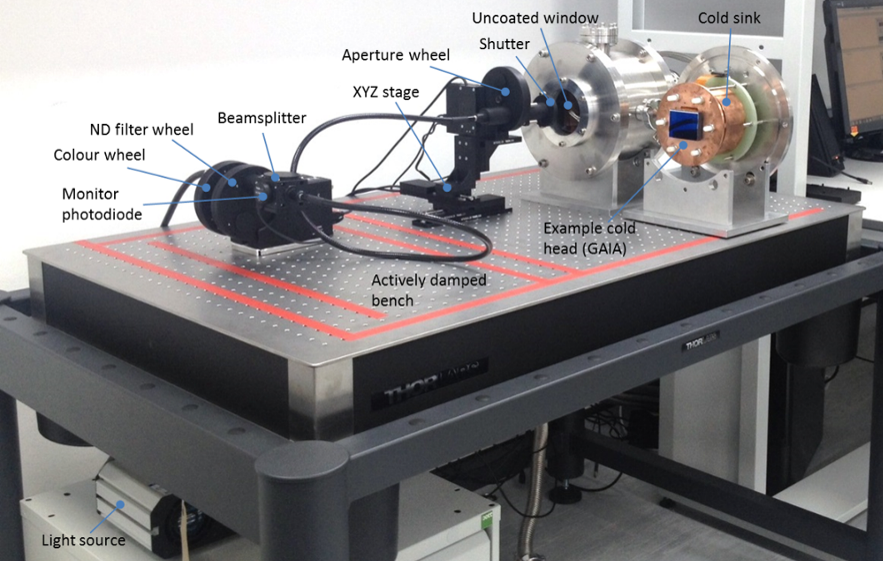 Uncoated window
Cold sink
Shutter
Aperture wheel
XYZ stage
Beamsplitter
ND filter wheel
Colour wheel
Monitor
photodiode
Example cold
head (GAIA)
Actively damped
bench
THORLABS
THORLABS
Light source